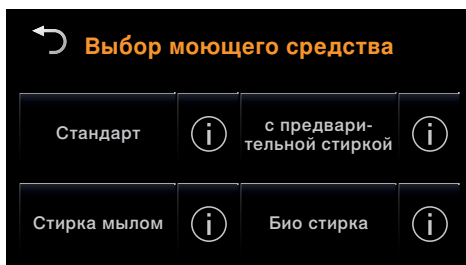 Выбор моющего средства
Стандарт
с предвари-
тельной стиркой
Стирка мылом
Био стирка